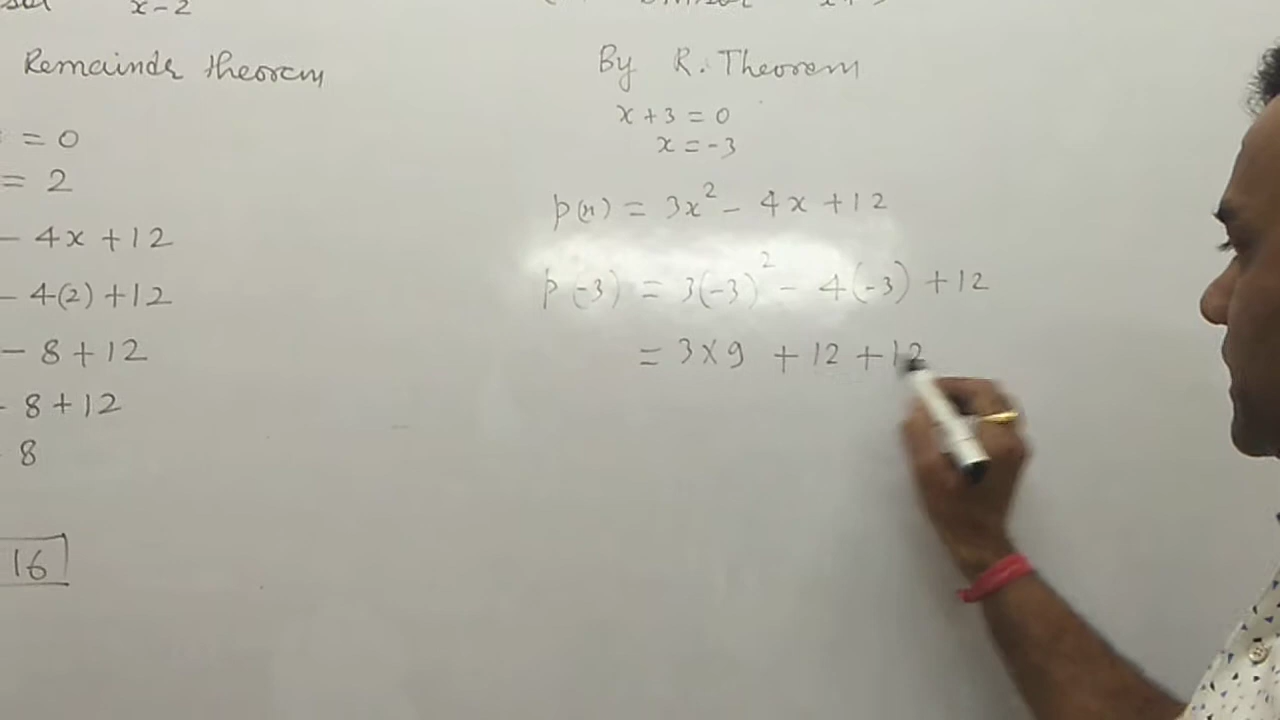 x-2
Remainder theorem
= 0
= 2
- 4x + 12
- 4(2) + 12
- 8 + 12
- 8 + 12
8
16
By R. Theorem
x + 3 = 0
x = -3
p(x) = 3x² - 4x + 12
p(-3) = 3(-3)² - 4(-3) + 12
= 3 × 9 + 12 + 12